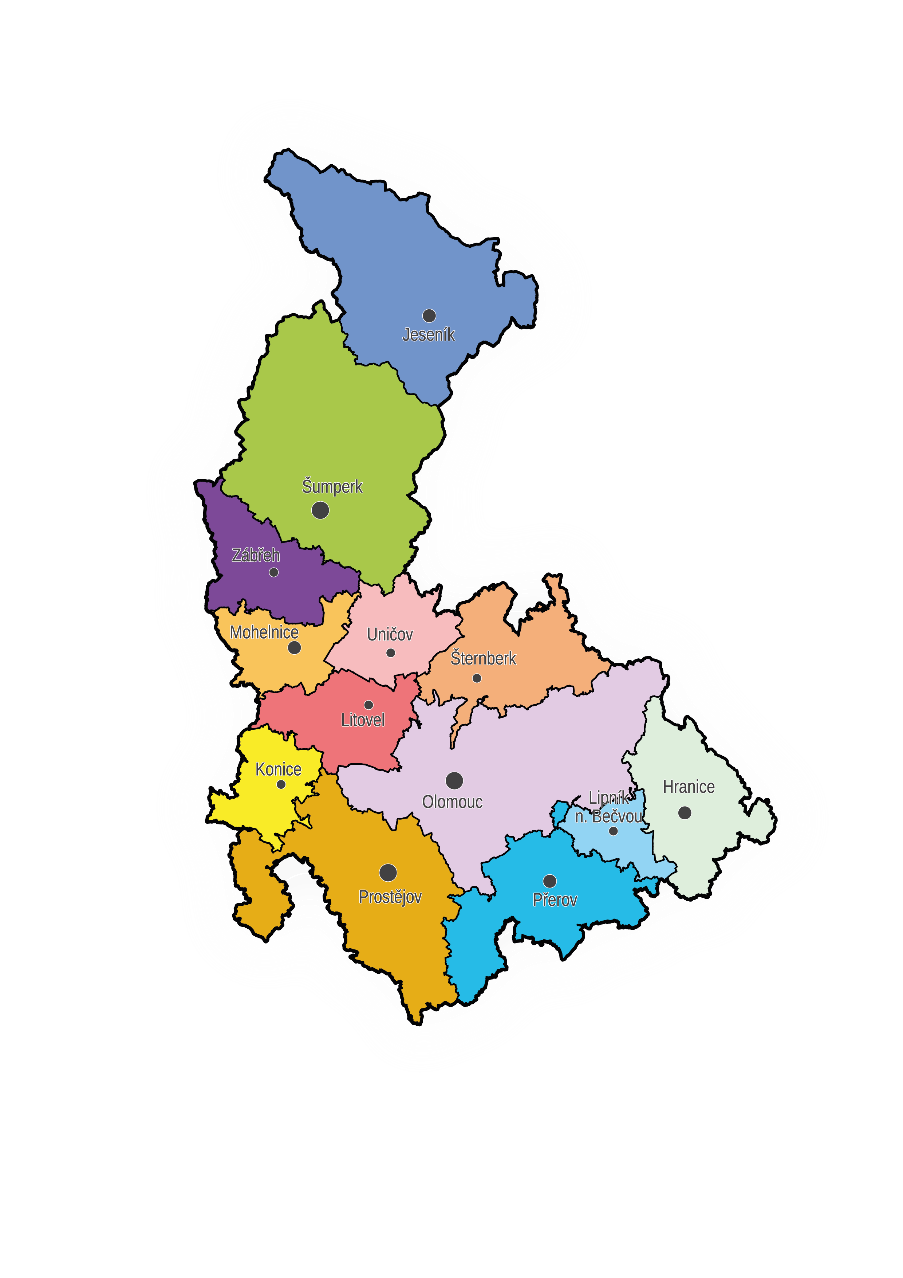 Jeseník
Šumperk
Zábřeh
Mohelnice
Uničov
Šternberk
Litovel
Konice
Olomouc
Hranice
Lipník
n. Bečvou
Prostějov
Přerov